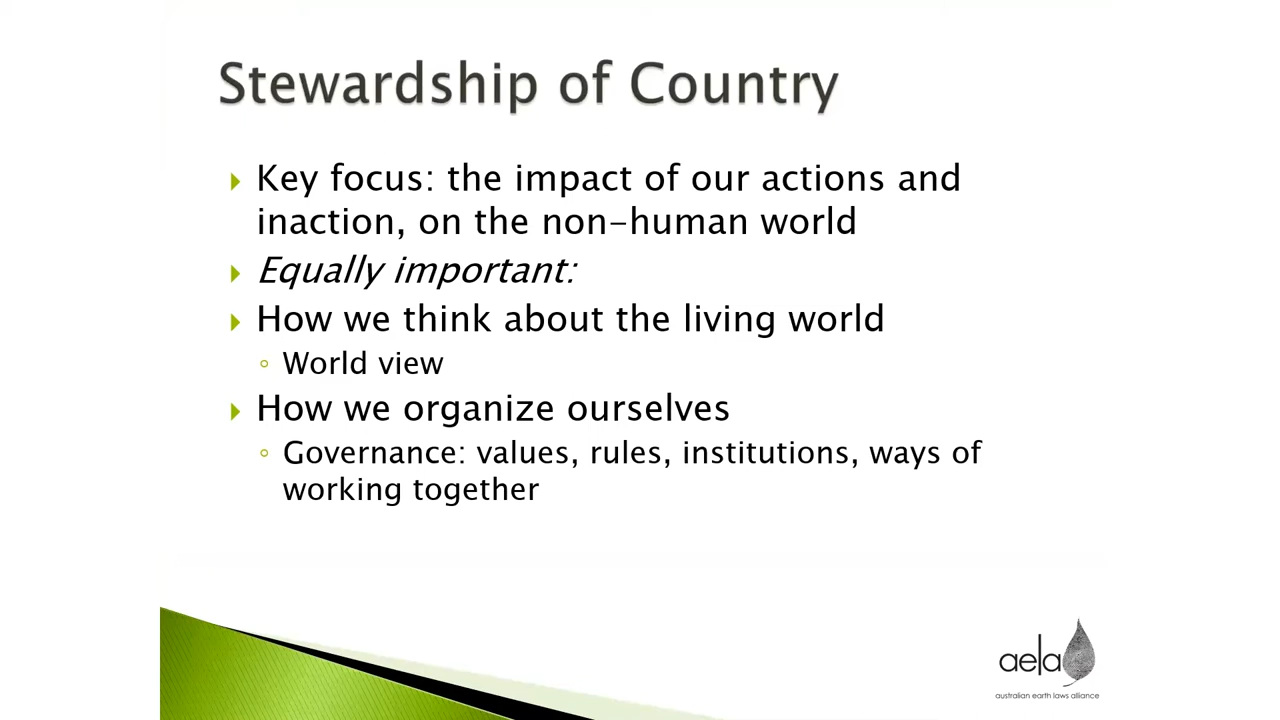 Stewardship of Country
Key focus: the impact of our actions and
inaction, on the non-human world
Equally important:
How we think about the living world
World view
How we organize ourselves
Governance: values, rules, institutions, ways of
working together
aela
australian earth laws alliance